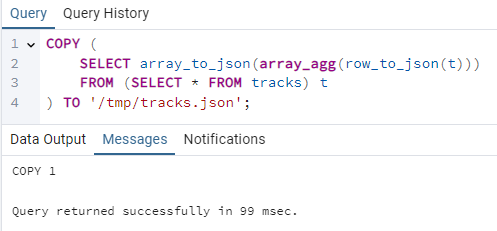 Query Query History
1 COPY (
2 SELECT array_to_json(array_agg(row_to_json(t)))
3 FROM (SELECT * FROM tracks) t
4 ) TO '/tmp/tracks.json';
Data Output Messages Notifications
COPY 1
Query returned successfully in 99 msec.